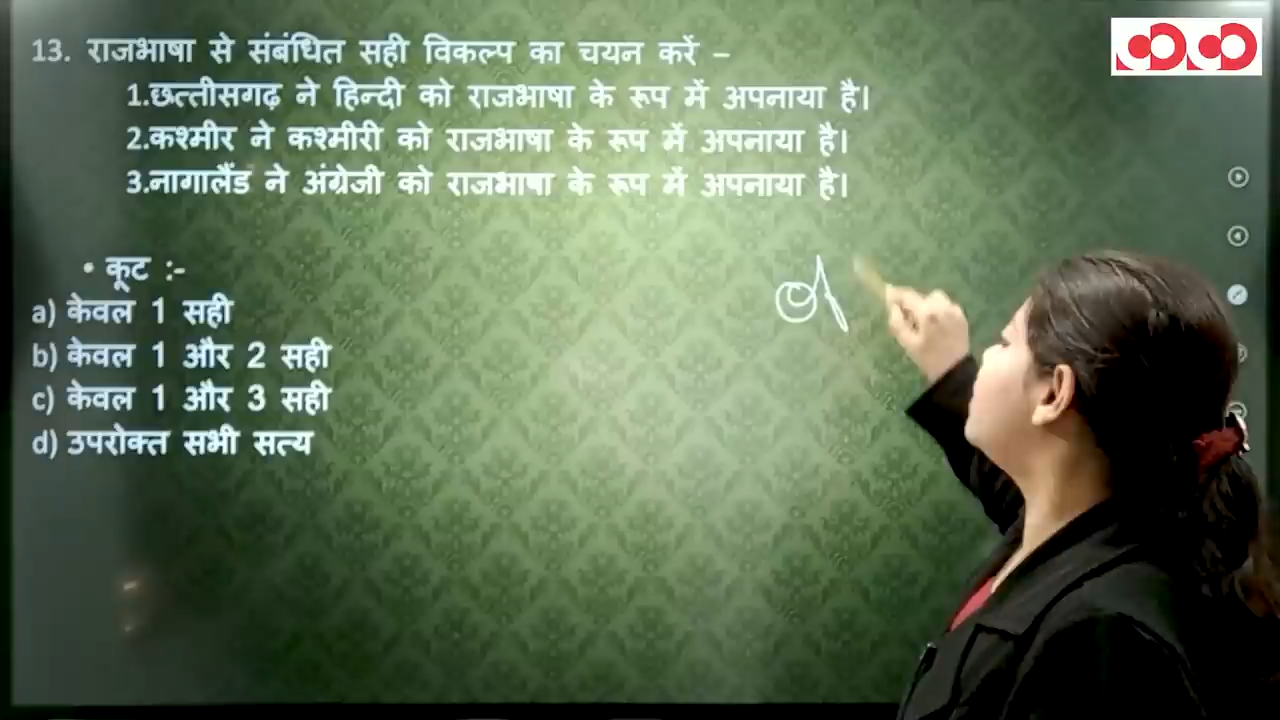 13. राजभाषा से संबंधित सही विकल्प का चयन करें –
1.छत्तीसगढ़ ने हिन्दी को राजभाषा के रूप में अपनाया है।
2.कश्मीर ने कश्मीरी को राजभाषा के रूप में अपनाया है।
3.नागालैंड ने अंग्रेजी को राजभाषा के रूप में अपनाया है।
• कूट :-
a) केवल 1 सही
b) केवल 1 और 2 सही
c) केवल 1 और 3 सही
d) उपरोक्त सभी सत्य